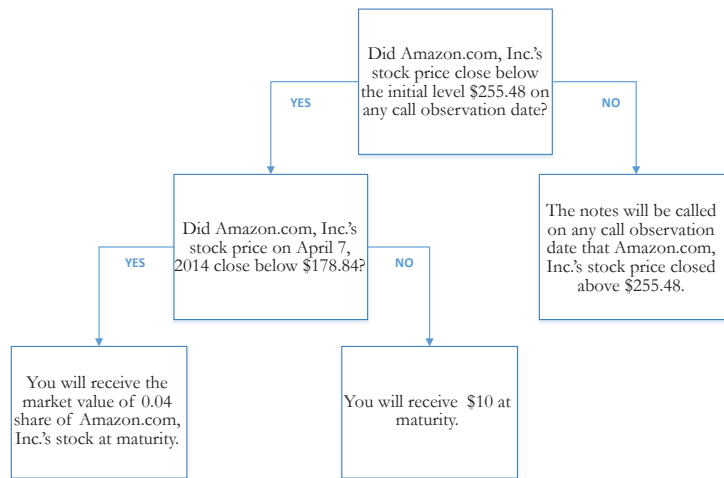 Did Amazon.com, Inc.'s
stock price close below
the initial level $255.48 on
any call observation date?
YES
NO
Did Amazon.com, Inc.'s
stock price on April 7,
2014 close below $178.84?
The notes will be called
on any call observation
date that Amazon.com,
Inc.'s stock price closed
above $255.48.
YES
NO
You will receive the
market value of 0.04
share of Amazon.com,
Inc.'s stock at maturity.
You will receive $10 at
maturity.